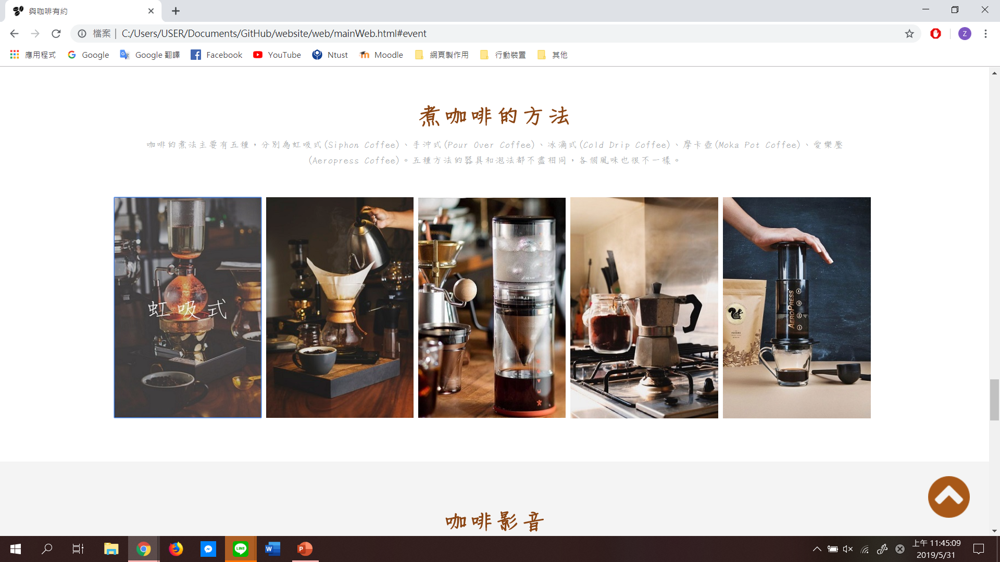 與咖啡有約
檔案 | C:/Users/USER/Documents/GitHub/website/web/mainWeb.html#event
Z
應用程式 Google Google 翻譯 Facebook YouTube Ntust Moodle 網頁製作用 行動裝置 其他
煮咖啡的方法
咖啡的煮法主要有五種，分別為虹吸式(Siphon Coffee)、手沖式(Pour Over Coffee)、冰滴式(Cold Drip Coffee)、摩卡壺(Moka Pot Coffee)、愛樂壓
(Aeropress Coffee)。五種方法的器具和泡法都不盡相同，各個風味也很不一樣。
虹吸式
AEROPRESS
4
3
2
1
咖啡影音
LINE
W
P
上午 11:45:09
2019/5/31